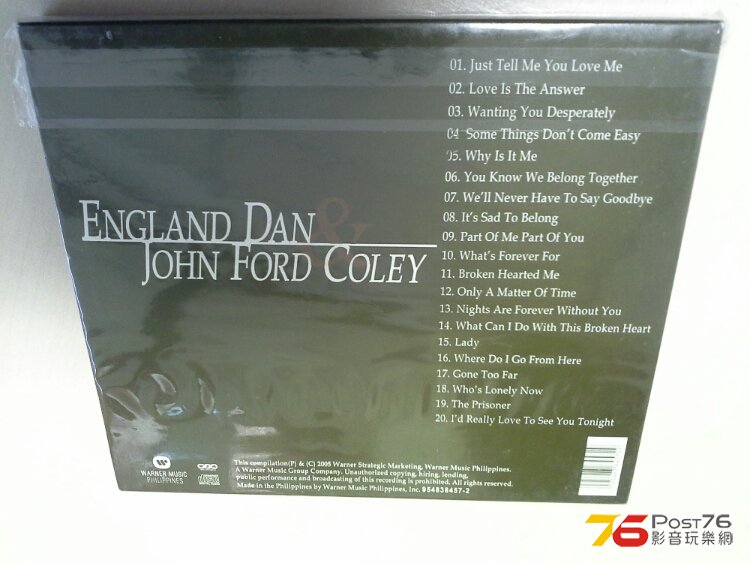 01. Just Tell Me You Love Me
02. Love Is The Answer
03. Wanting You Desperately
04. Some Things Don't Come Easy
05. Why Is It Me
06. You Know We Belong Together
07. We'll Never Have To Say Goodbye
08. It's Sad To Belong
09. Part Of Me Part Of You
10. What's Forever For
11. Broken Hearted Me
12. Only A Matter Of Time
13. Nights Are Forever Without You
14. What Can I Do With This Broken Heart
15. Lady
16. Where Do I Go From Here
17. Gone Too Far
18. Who's Lonely Now
19. The Prisoner
20. I'd Really Love To See You Tonight
ENGLAND DAN &
JOHN FORD COLEY
WARNER MUSIC
PHILIPPINES
This compilation(P) & (C) 2005 Warner Strategic Marketing, Warner Music Philippines.
A Warner Music Group Company. Unauthorized copying, hiring, lending,
public performance and broadcasting of this recording is prohibited. All rights reserved.
Made in the Philippines by Warner Music Philippines, Inc. 954838457-2
76 POST76
影音玩樂網